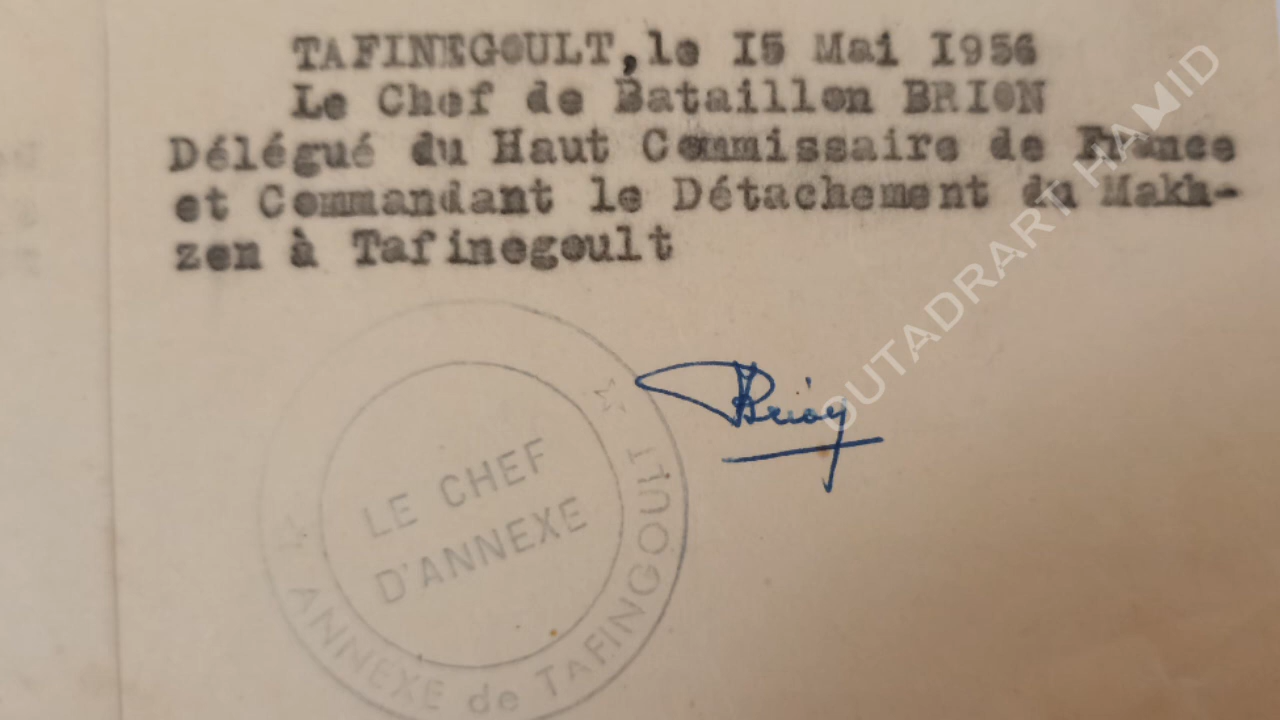 TAFINEGOULT, le 15 Mai 1956
Le Chef de Bataillon BRION
Délégué du Haut Commissaire de France
et Commandant le Détachement du Makh-
zen à Tafinegoult
Brion
LE CHEF
D'ANNEXE
☆ ANNEXE de TAFINGOULT ☆
OUTADRART HAMID